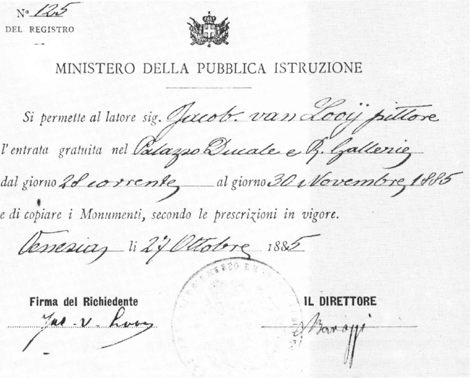 Nº 125
DEL REGISTRO
MINISTERO DELLA PUBBLICA ISTRUZIONE
Si permette al latore sig. Jacob. van Looÿ pittore
l'entrata gratuita nel Palazzo Ducale e R. Gallerie
dal giorno 28 corrente al giorno 30 Novembre 1885
e di copiare i Monumenti, secondo le prescrizioni in vigore.
Venezia, li 27 Ottobre 1885
Firma del Richiedente
IL DIRETTORE
Jac. v. Looy